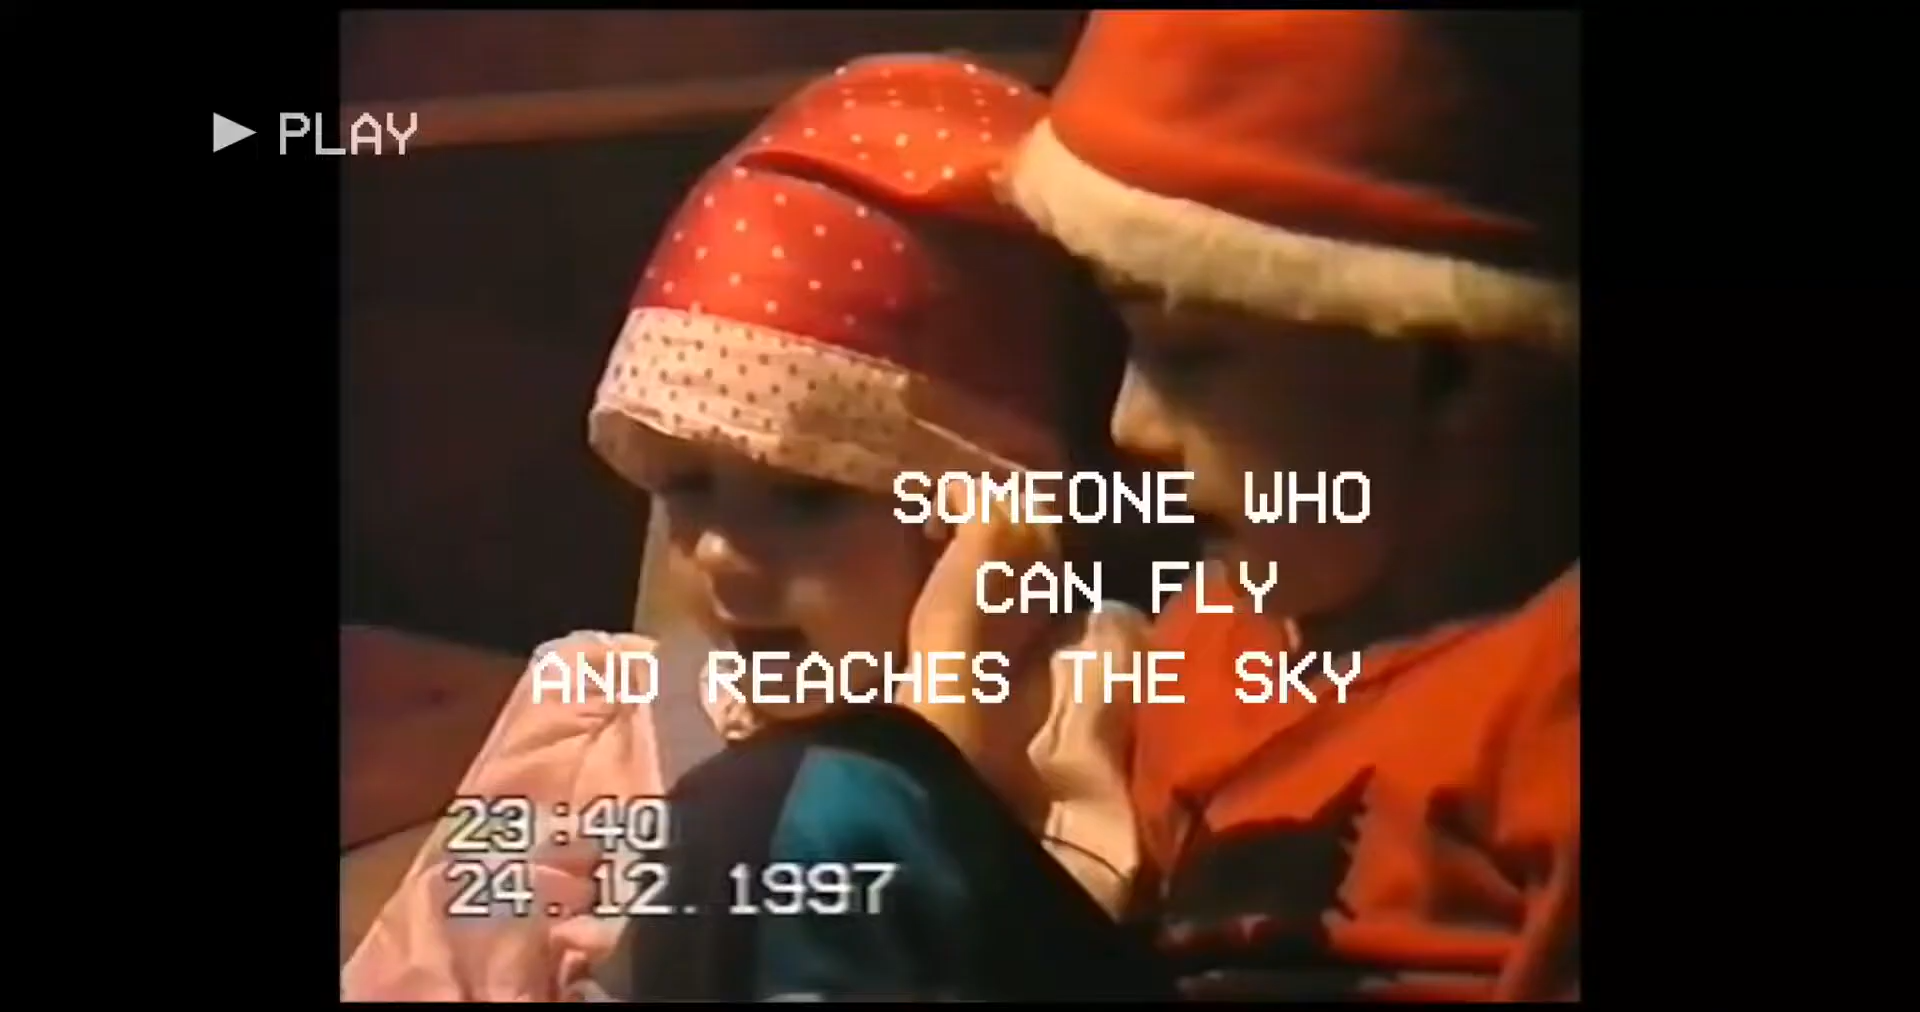 ▶ PLAY
SOMEONE WHO
CAN FLY
AND REACHES THE SKY
23:40
24.12.1997